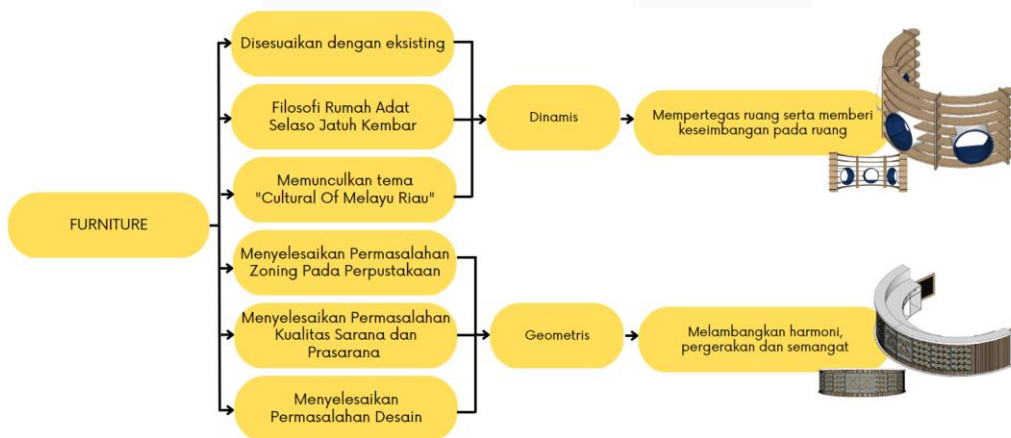 FURNITURE
Disesuaikan dengan eksisting
Filosofi Rumah Adat
Selaso Jatuh Kembar
Memunculkan tema
"Cultural Of Melayu Riau"
Menyelesaikan Permasalahan
Zoning Pada Perpustakaan
Menyelesaikan Permasalahan
Kualitas Sarana dan
Prasarana
Menyelesaikan
Permasalahan Desain
Dinamis
Geometris
Mempertegas ruang serta memberi
keseimbangan pada ruang
Melambangkan harmoni,
pergerakan dan semangat